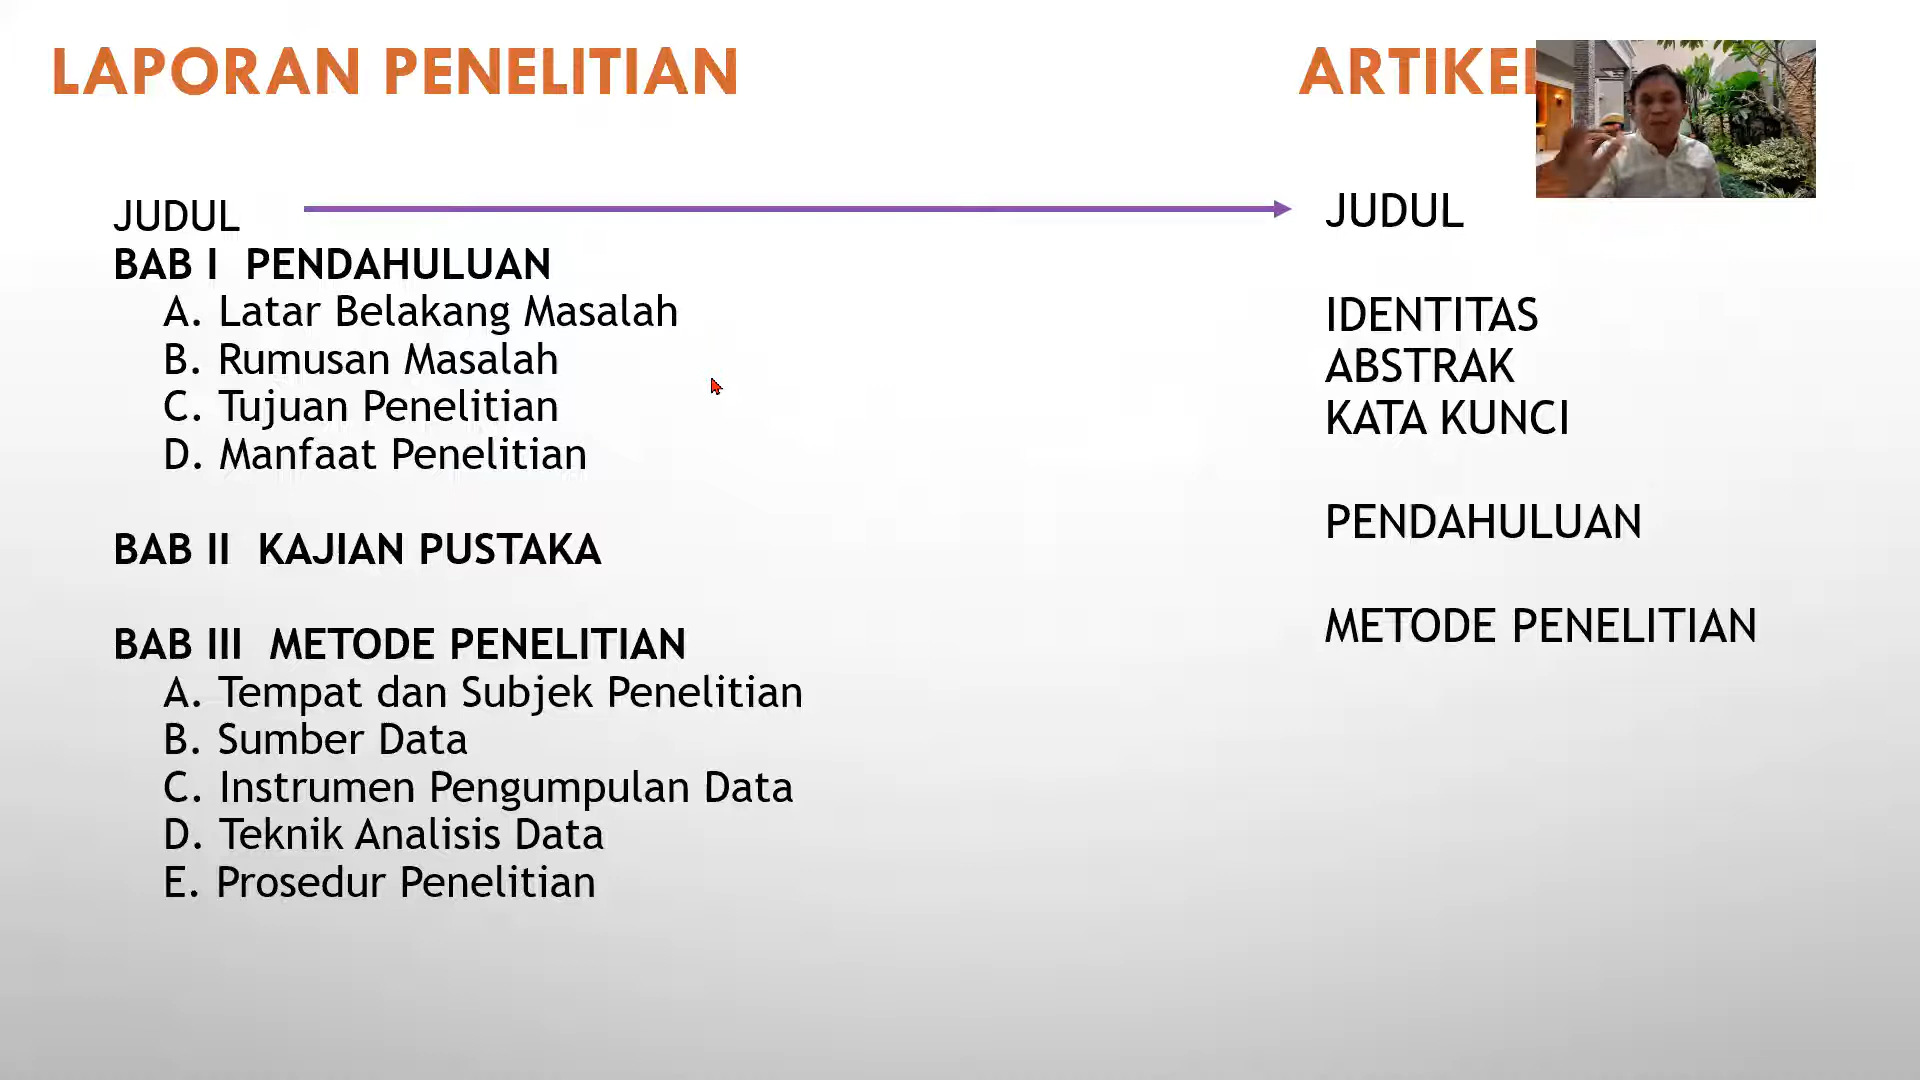 LAPORAN PENELITIAN
JUDUL
BAB I PENDAHULUAN
A. Latar Belakang Masalah
B. Rumusan Masalah
C. Tujuan Penelitian
D. Manfaat Penelitian
BAB II KAJIAN PUSTAKA
BAB III METODE PENELITIAN
A. Tempat dan Subjek Penelitian
B. Sumber Data
C. Instrumen Pengumpulan Data
D. Teknik Analisis Data
E. Prosedur Penelitian
ARTIKEL
JUDUL
IDENTITAS
ABSTRAK
KATA KUNCI
PENDAHULUAN
METODE PENELITIAN